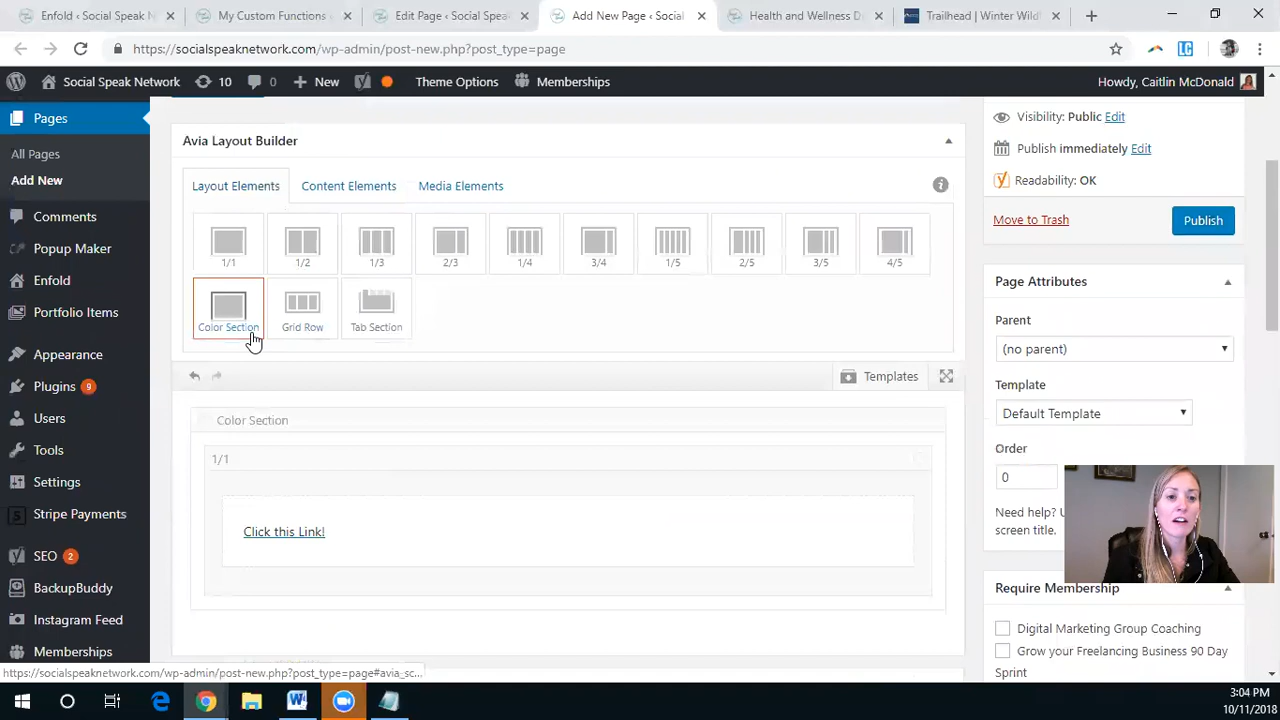 Enfold ‹ Social Speak N
My Custom Functions ‹
Edit Page ‹ Socialspea
Add New Page ‹ Social
Health and Wellness D
Trailhead | Winter Wild
https://socialspeaknetwork.com/wp-admin/post-new.php?post_type=page
Social Speak Network
10
0
New
Theme Options
Memberships
Howdy, Caitlin McDonald
Pages
All Pages
Add New
Comments
Popup Maker
Enfold
Portfolio Items
Appearance
Plugins 9
Users
Tools
Settings
Stripe Payments
SEO 2
BackupBuddy
Instagram Feed
Memberships
Avia Layout Builder
Layout Elements
Content Elements
Media Elements
1/1
1/2
1/3
2/3
1/4
3/4
1/5
2/5
3/5
4/5
Color Section
Grid Row
Tab Section
Templates
Color Section
1/1
Click this Link!
Visibility: Public Edit
Publish immediately Edit
Readability: OK
Move to Trash
Publish
Page Attributes
Parent
(no parent)
Template
Default Template
Order
0
Need help? U
screen title.
Require Membership
Digital Marketing Group Coaching
Grow your Freelancing Business 90 Day
Sprint
https://socialspeaknetwork.com/wp-admin/post-new.php?post_type=page#avia_sc...
3:04 PM
10/11/2018